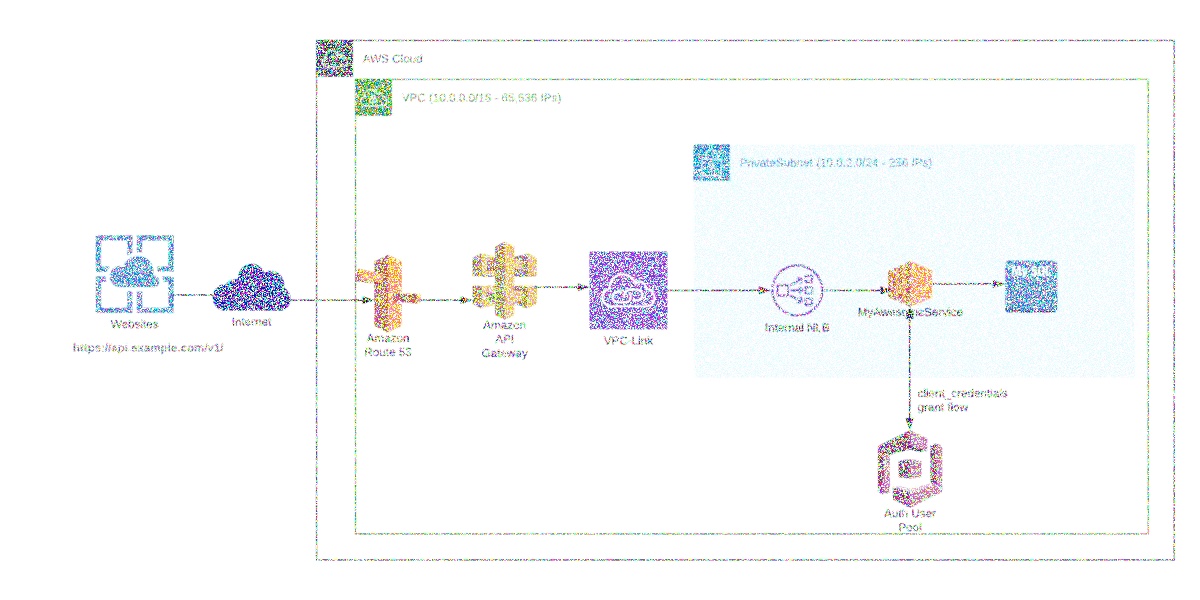 AWS Cloud
VPC (10.0.0.0/16 - 65,536 IPs)
PrivateSubnet (10.0.2.0/24 - 256 IPs)
Websites
https://api.example.com/v1/
Internet
Amazon
Route 53
Amazon
API
Gateway
VPC Link
Internal NLB
MyAwesomeService
MySQL
client_credentials
grant flow
Auth User
Pool